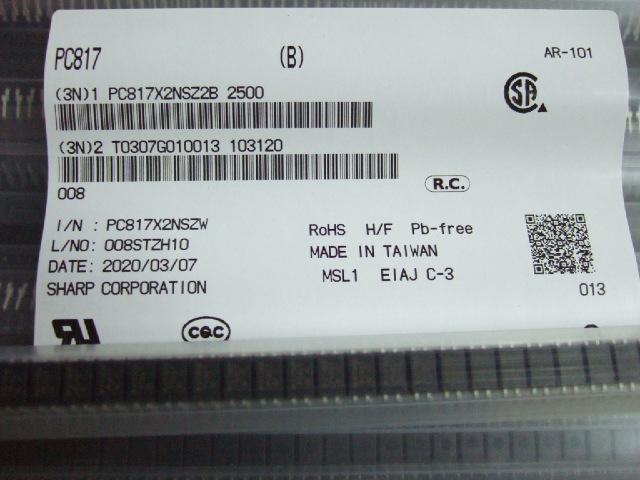 PC817 (B) AR-101
(3N)1 PC817X2NSZ2B 2500
SA
(3N)2 T0307G010013 103120
008
R.C.
I/N : PC817X2NSZW
RoHS H/F Pb-free
L/NO: 008STZH10
MADE IN TAIWAN
DATE: 2020/03/07
MSL1 EIAJ C-3
SHARP CORPORATION
013
CQC